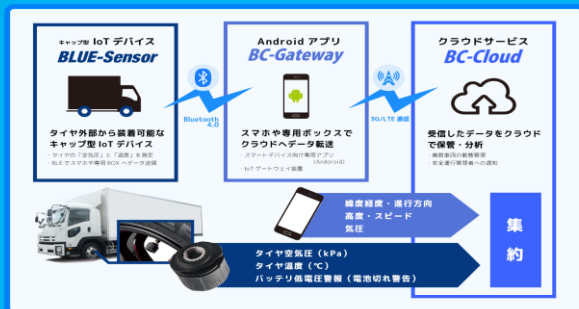 キャップ型 IoT デバイス
BLUE-Sensor
タイヤ外部から装着可能な
キャップ型 IoT デバイス
・タイヤの「空気圧」と「温度」を測定
・BLEでスマホや専用BOXへデータ送信
Bluetooth
4.0
Android アプリ
BC-Gateway
スマホや専用ボックスで
クラウドへデータ転送
・スマートデバイス向け専用アプリ
(Android)
・IoT ゲートウェイ装置
3G/LTE 通信
クラウドサービス
BC-Cloud
受信したデータをクラウド
で保管・分析
・複数車両の動態管理
・安全運行管理者への通知
緯度経度・進行方向
高度・スピード
気圧
タイヤ空気圧（kPa）
タイヤ温度（℃）
バッテリ低電圧警報（電池切れ警告）
集約